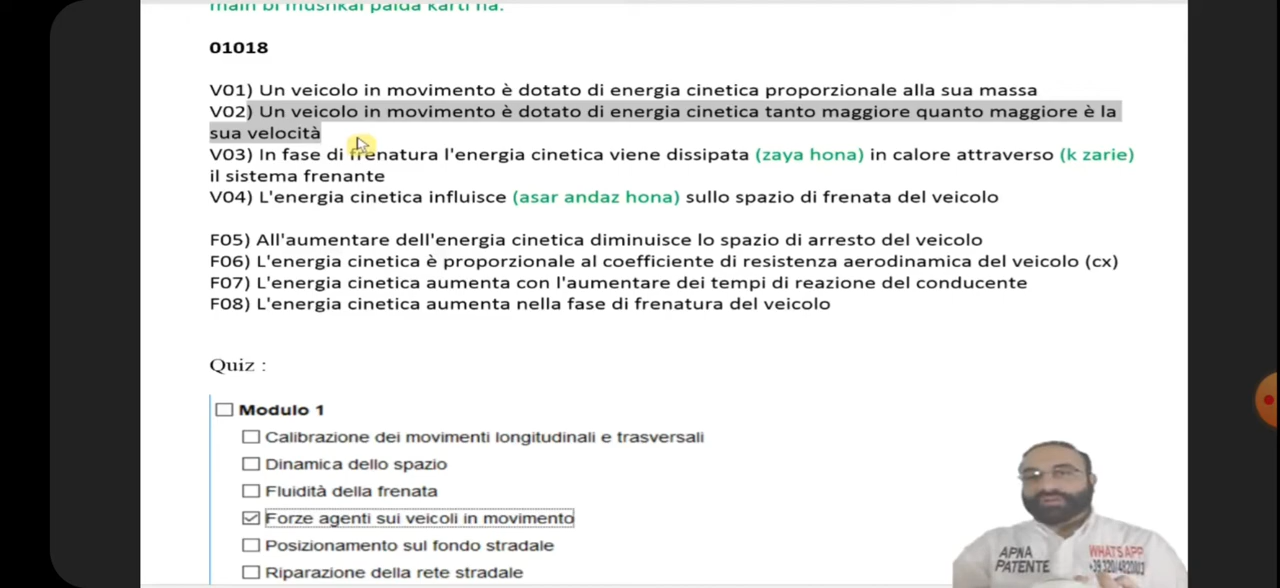 main bi mushkal paida karti ha.
01018
V01) Un veicolo in movimento è dotato di energia cinetica proporzionale alla sua massa
V02) Un veicolo in movimento è dotato di energia cinetica tanto maggiore quanto maggiore è la
sua velocità
V03) In fase di frenatura l'energia cinetica viene dissipata (zaya hona) in calore attraverso (k zarie)
il sistema frenante
V04) L'energia cinetica influisce (asar andaz hona) sullo spazio di frenata del veicolo
F05) All'aumentare dell'energia cinetica diminuisce lo spazio di arresto del veicolo
F06) L'energia cinetica è proporzionale al coefficiente di resistenza aerodinamica del veicolo (cx)
F07) L'energia cinetica aumenta con l'aumentare dei tempi di reazione del conducente
F08) L'energia cinetica aumenta nella fase di frenatura del veicolo
Quiz :
Modulo 1
Calibrazione dei movimenti longitudinali e trasversali
Dinamica dello spazio
Fluidità della frenata
Forze agenti sui veicoli in movimento
Posizionamento sul fondo stradale
Riparazione della rete stradale
APNA
PATENTE
WHATSAPP